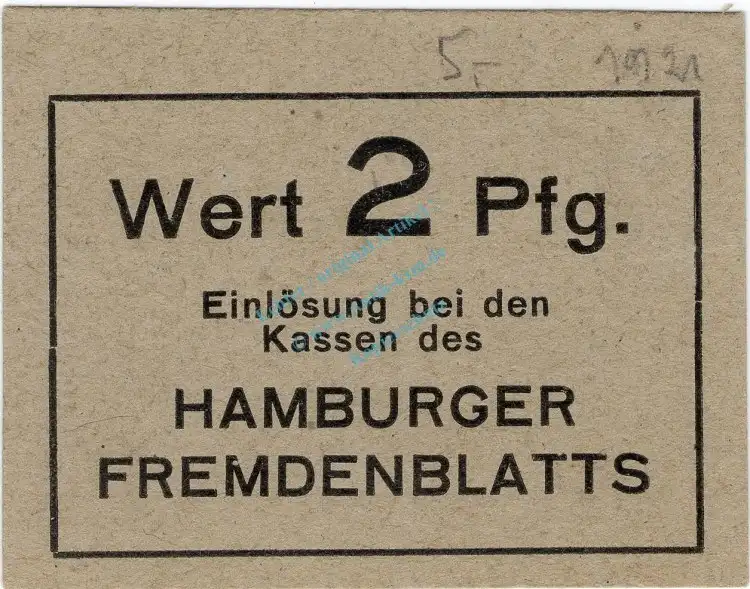 5,- 1921
Wert 2 Pfg.
Einlösung bei den
Kassen des
HAMBURGER
FREMDENBLATTS